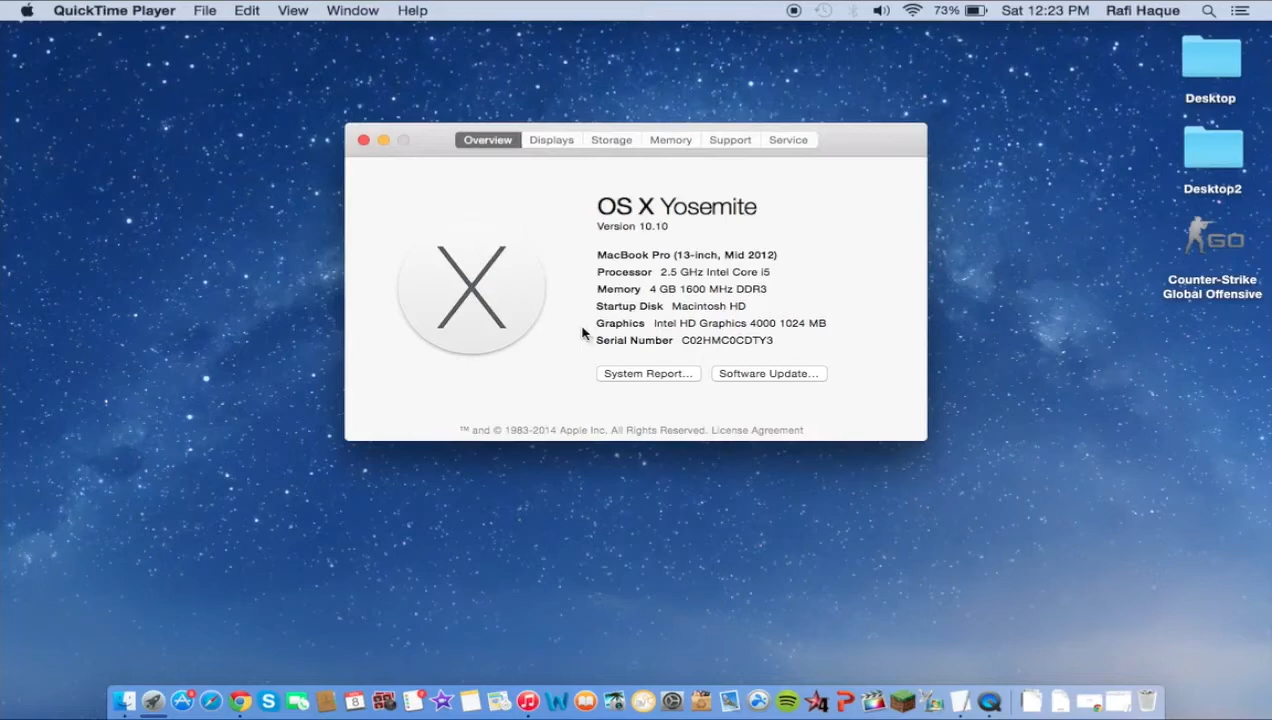 QuickTime Player File Edit View Window Help 73% Sat 12:23 PM Rafi Haque
Desktop
Desktop2
GO
Counter-Strike
Global Offensive
Overview Displays Storage Memory Support Service
OS X Yosemite
Version 10.10
MacBook Pro (13-inch, Mid 2012)
Processor 2.5 GHz Intel Core i5
Memory 4 GB 1600 MHz DDR3
Startup Disk Macintosh HD
Graphics Intel HD Graphics 4000 1024 MB
Serial Number C02HMC0CDTY3
System Report... Software Update...
™ and © 1983-2014 Apple Inc. All Rights Reserved. License Agreement
8